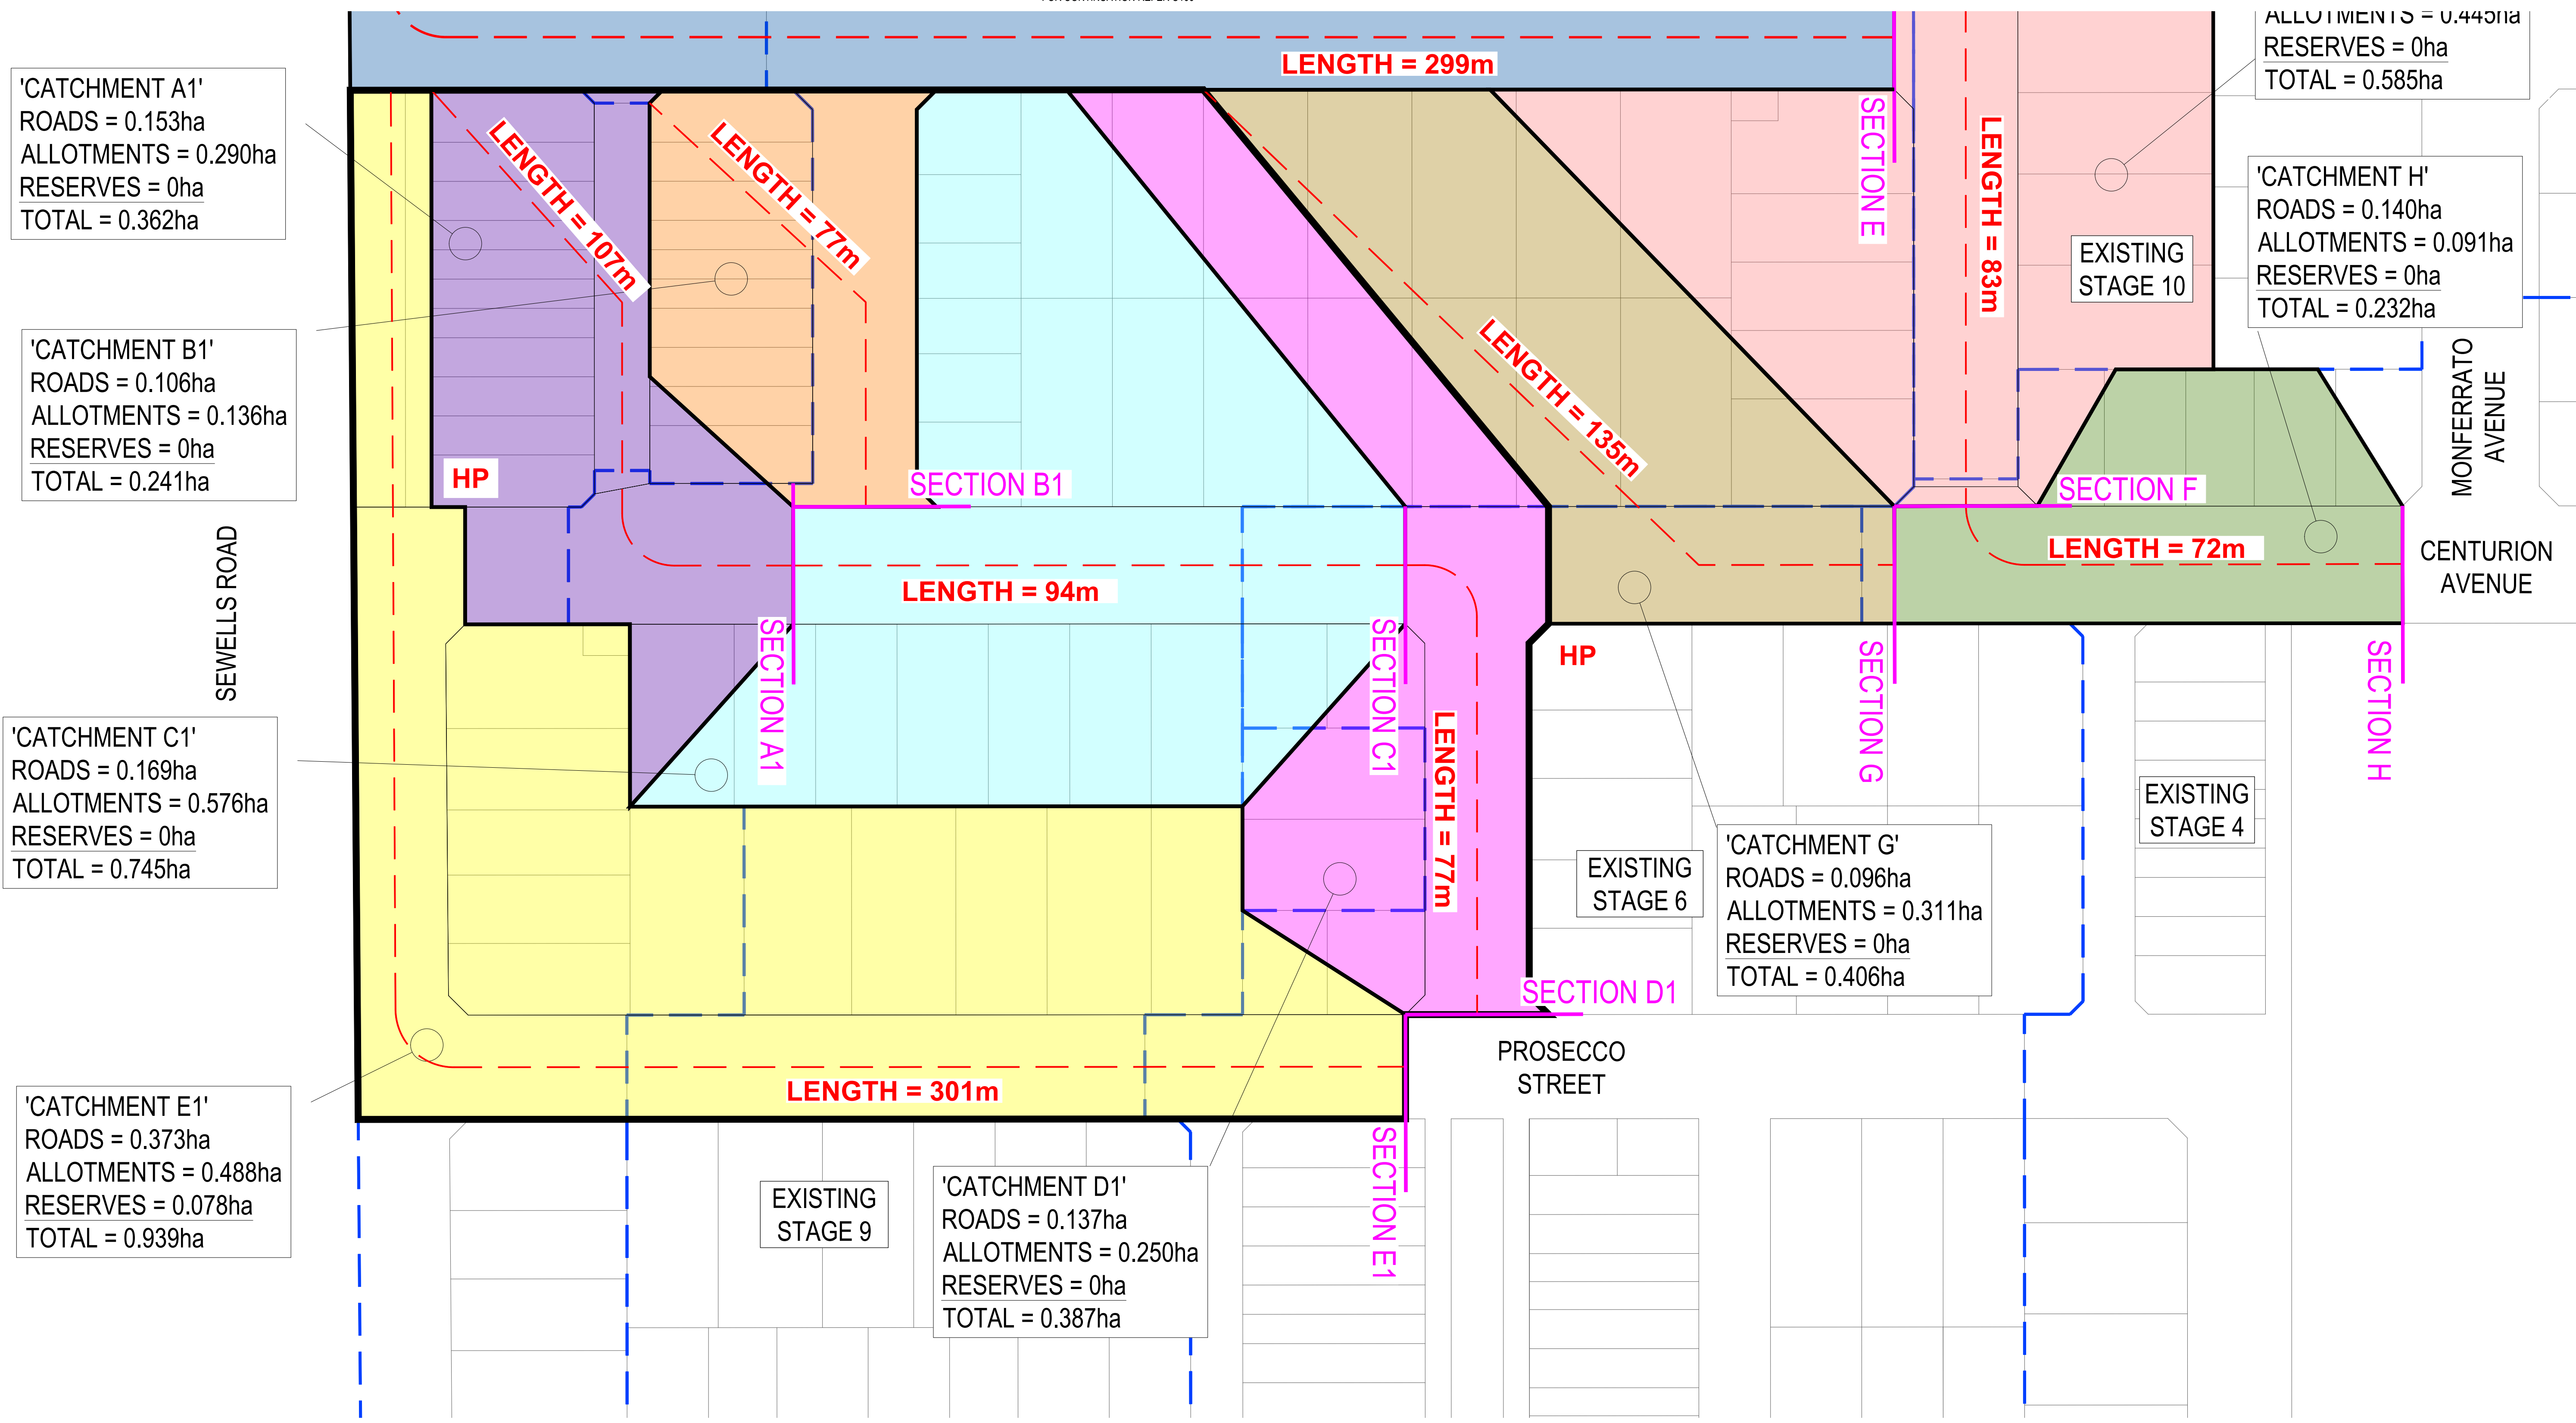 LENGTH = 299m
ALLOTMENTS = 0.445ha
RESERVES = 0ha
TOTAL = 0.585ha
'CATCHMENT A1'
ROADS = 0.153ha
ALLOTMENTS = 0.290ha
RESERVES = 0ha
TOTAL = 0.362ha
LENGTH = 107m
LENGTH = 77m
SECTION E
LENGTH = 83m
EXISTING
STAGE 10
'CATCHMENT H'
ROADS = 0.140ha
ALLOTMENTS = 0.091ha
RESERVES = 0ha
TOTAL = 0.232ha
'CATCHMENT B1'
ROADS = 0.106ha
ALLOTMENTS = 0.136ha
RESERVES = 0ha
TOTAL = 0.241ha
LENGTH = 135m
MONFERRATO
AVENUE
HP
SECTION B1
SECTION F
SEWELLS ROAD
LENGTH = 94m
LENGTH = 72m
CENTURION
AVENUE
SECTION A1
SECTION C1
HP
SECTION G
SECTION H
'CATCHMENT C1'
ROADS = 0.169ha
ALLOTMENTS = 0.576ha
RESERVES = 0ha
TOTAL = 0.745ha
LENGTH = 77m
EXISTING
STAGE 6
'CATCHMENT G'
ROADS = 0.096ha
ALLOTMENTS = 0.311ha
RESERVES = 0ha
TOTAL = 0.406ha
EXISTING
STAGE 4
SECTION D1
PROSECCO
STREET
LENGTH = 301m
'CATCHMENT E1'
ROADS = 0.373ha
ALLOTMENTS = 0.488ha
RESERVES = 0.078ha
TOTAL = 0.939ha
EXISTING
STAGE 9
'CATCHMENT D1'
ROADS = 0.137ha
ALLOTMENTS = 0.250ha
RESERVES = 0ha
TOTAL = 0.387ha
SECTION E1